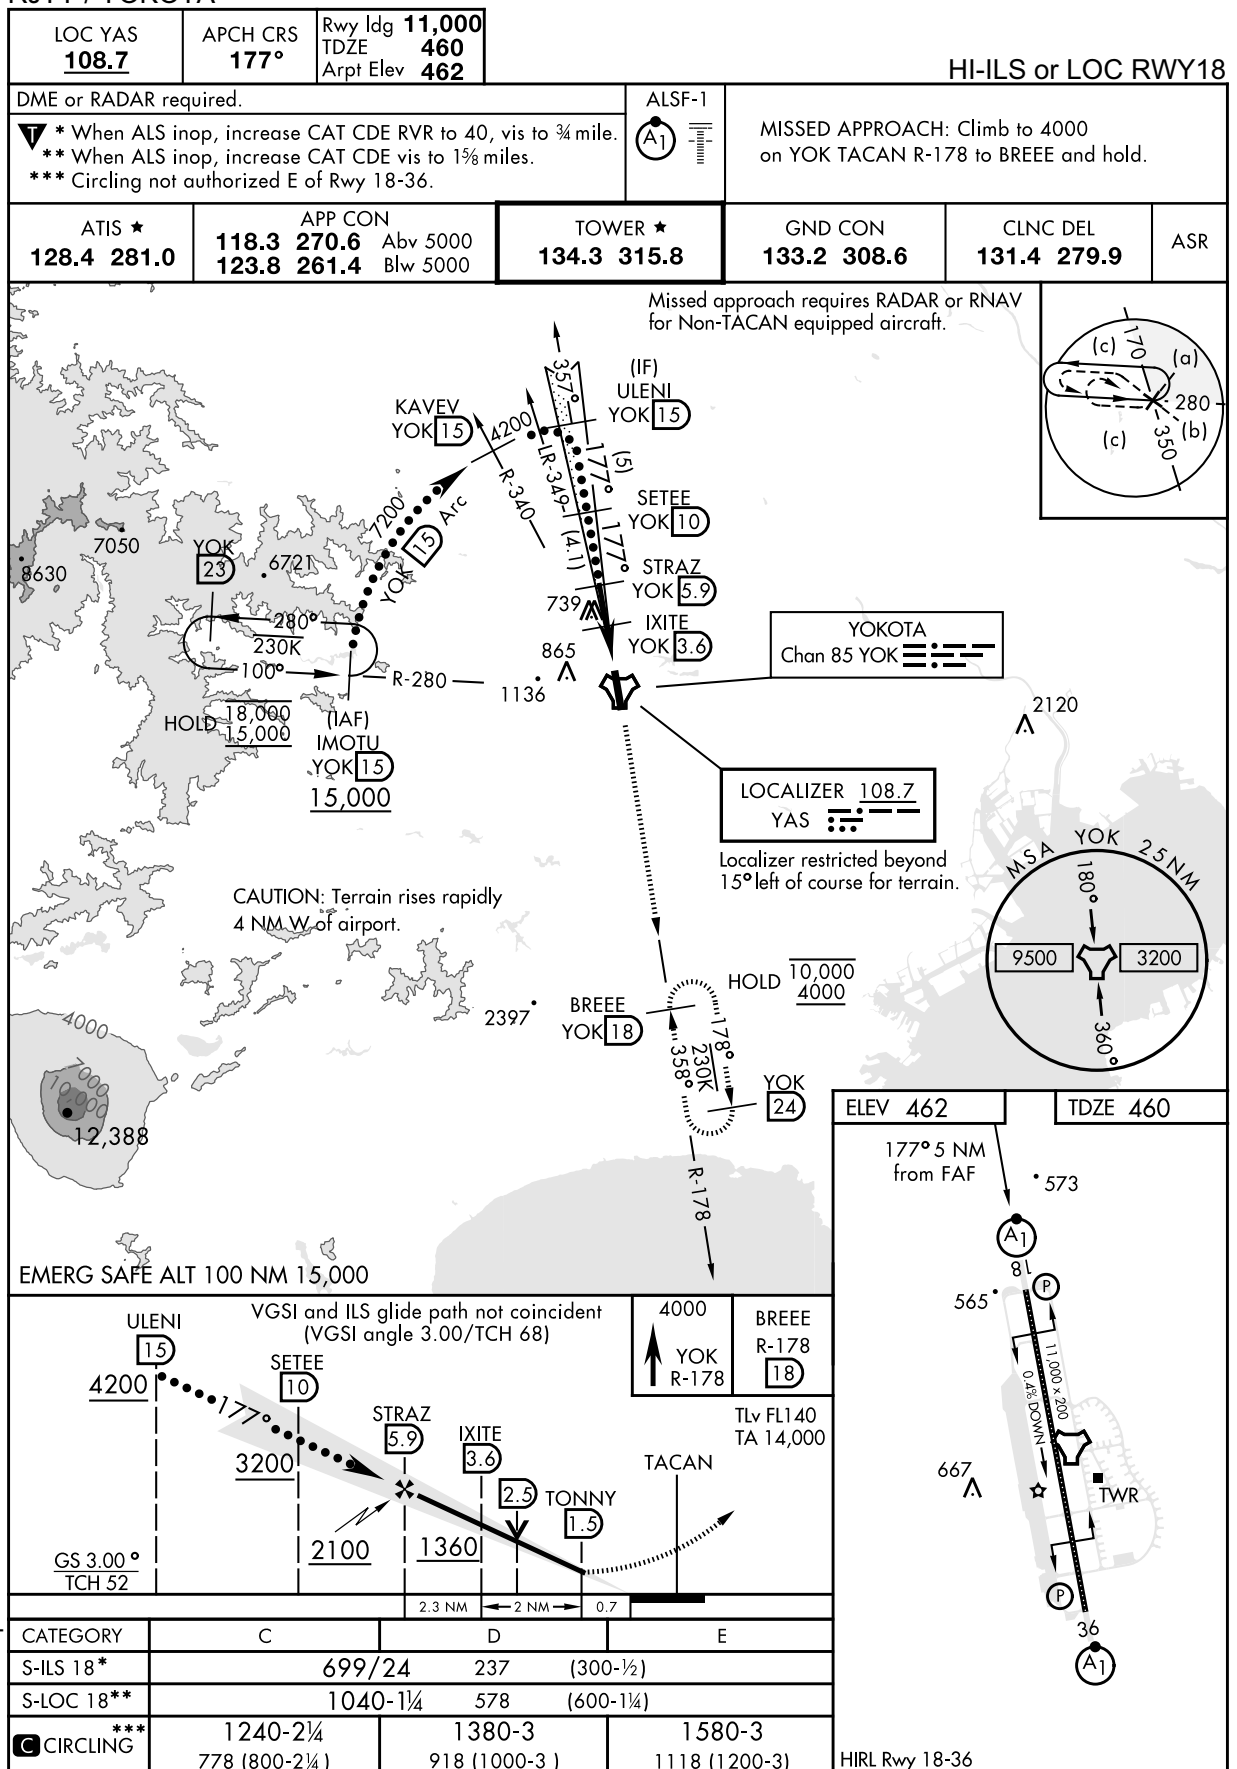 LOC YAS
108.7
APCH CRS
177°
Rwy ldg 11,000
TDZE 460
Arpt Elev 462
HI-ILS or LOC RWY18
DME or RADAR required.
T * When ALS inop, increase CAT CDE RVR to 40, vis to ¾ mile.
** When ALS inop, increase CAT CDE vis to 1⅝ miles.
*** Circling not authorized E of Rwy 18-36.
ALSF-1
A1
MISSED APPROACH: Climb to 4000
on YOK TACAN R-178 to BREEE and hold.
ATIS ★
128.4 281.0
APP CON
118.3 270.6 Abv 5000
123.8 261.4 Blw 5000
TOWER ★
134.3 315.8
GND CON
133.2 308.6
CLNC DEL
131.4 279.9
ASR
Missed approach requires RADAR or RNAV
for Non-TACAN equipped aircraft.
170
(c)
(a)
280
(b)
(c)
350
357°
(IF)
ULENI
YOK 15
KAVEV
YOK 15
4200
LR-349
(4.1)
R-340
177°
(5)
SETEE
YOK 10
177°
STRAZ
YOK 5.9
739
IXITE
YOK 3.6
7200
YOK 15 Arc
7050
8630
YOK
23
6721
280°
230K
100°
R-280
865
1136
HOLD 18,000
15,000
(IAF)
IMOTU
YOK 15
15,000
YOKOTA
Chan 85 YOK
2120
LOCALIZER 108.7
YAS
Localizer restricted beyond
15° left of course for terrain.
CAUTION: Terrain rises rapidly
4 NM W of airport.
MSA YOK 25NM
180°
9500
3200
360°
HOLD 10,000
4000
2397
BREEE
YOK 18
178°
230K
358°
YOK
24
R-178
4000
7000
10000
12,388
EMERG SAFE ALT 100 NM 15,000
ELEV 462
TDZE 460
177° 5 NM
from FAF
573
A1
18
565
P
11,000 x 200
0.4% DOWN
667
TWR
P
36
A1
HIRL Rwy 18-36
VGSI and ILS glide path not coincident
(VGSI angle 3.00/TCH 68)
4000
YOK
R-178
BREEE
R-178
18
TLv FL140
TA 14,000
ULENI
15
4200
177°
SETEE
10
3200
STRAZ
5.9
2100
IXITE
3.6
1360
2.5
TONNY
1.5
TACAN
GS 3.00°
TCH 52
2.3 NM
2 NM
0.7
CATEGORY C D E
S-ILS 18* 699/24 237 (300-½)
S-LOC 18** 1040-1¼ 578 (600-1¼)
C CIRCLING***
1240-2¼
778 (800-2¼)
1380-3
918 (1000-3)
1580-3
1118 (1200-3)